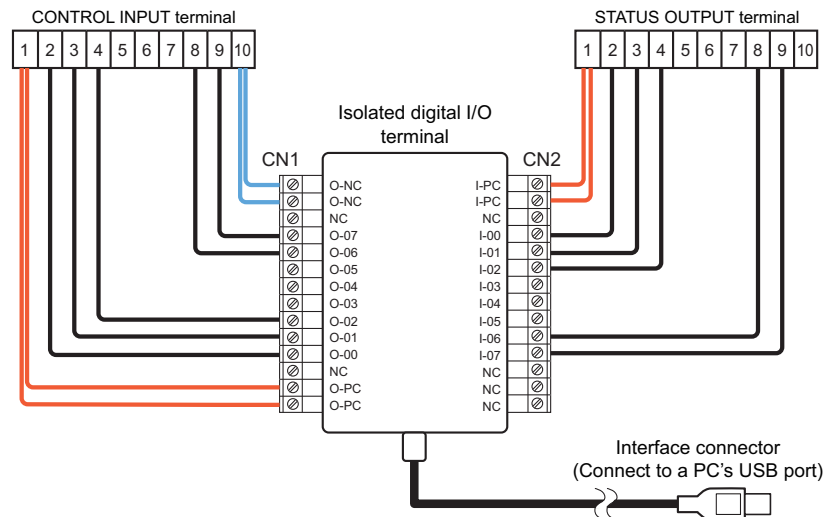 CONTROL INPUT terminal
1 2 3 4 5 6 7 8 9 10
STATUS OUTPUT terminal
1 2 3 4 5 6 7 8 9 10
Isolated digital I/O
terminal
CN1
O-NC
O-NC
NC
O-07
O-06
O-05
O-04
O-03
O-02
O-01
O-00
NC
O-PC
O-PC
CN2
I-PC
I-PC
NC
I-00
I-01
I-02
I-03
I-04
I-05
I-06
I-07
NC
NC
NC
Interface connector
(Connect to a PC's USB port)